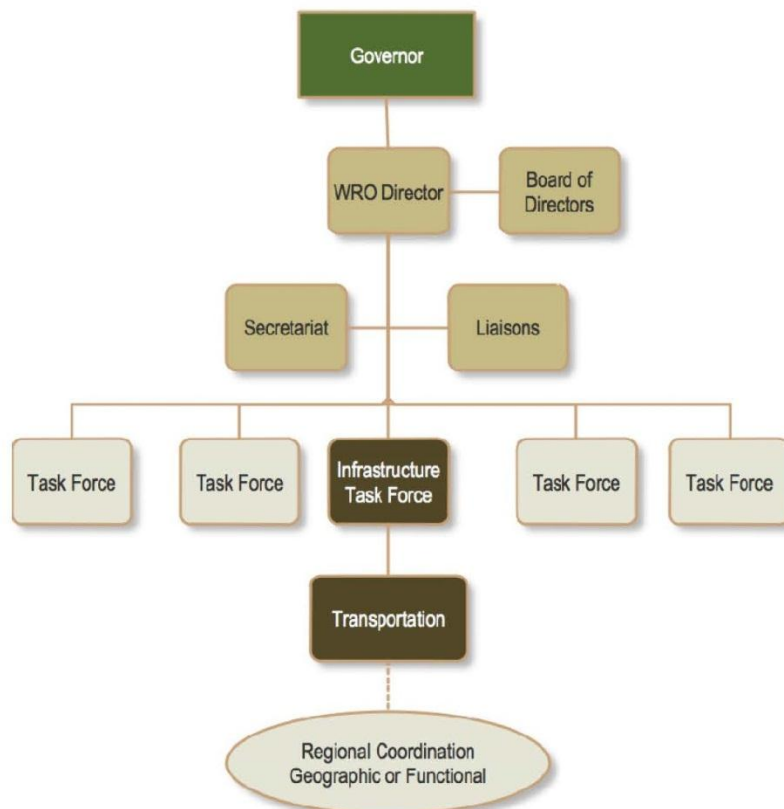 Governor
WRO Director
Board of
Directors
Secretariat
Liaisons
Task Force
Task Force
Infrastructure
Task Force
Task Force
Task Force
Transportation
Regional Coordination
Geographic or Functional